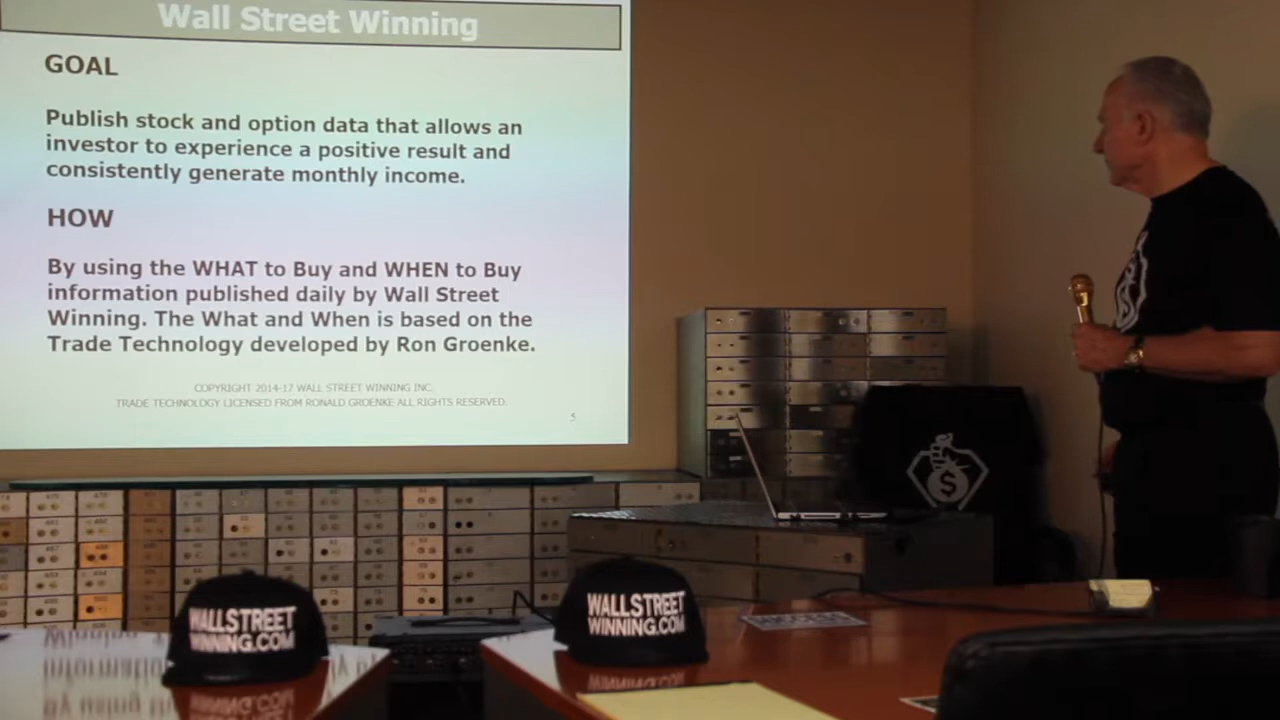 Wall Street Winning
GOAL
Publish stock and option data that allows an
investor to experience a positive result and
consistently generate monthly income.
HOW
By using the WHAT to Buy and WHEN to Buy
information published daily by Wall Street
Winning. The What and When is based on the
Trade Technology developed by Ron Groenke.
COPYRIGHT 2014-17 WALL STREET WINNING INC.
TRADE TECHNOLOGY LICENSED FROM RONALD GROENKE ALL RIGHTS RESERVED.
5
$
WALLSTREET
WINNING.COM
WALLSTREET
WINNING.COM